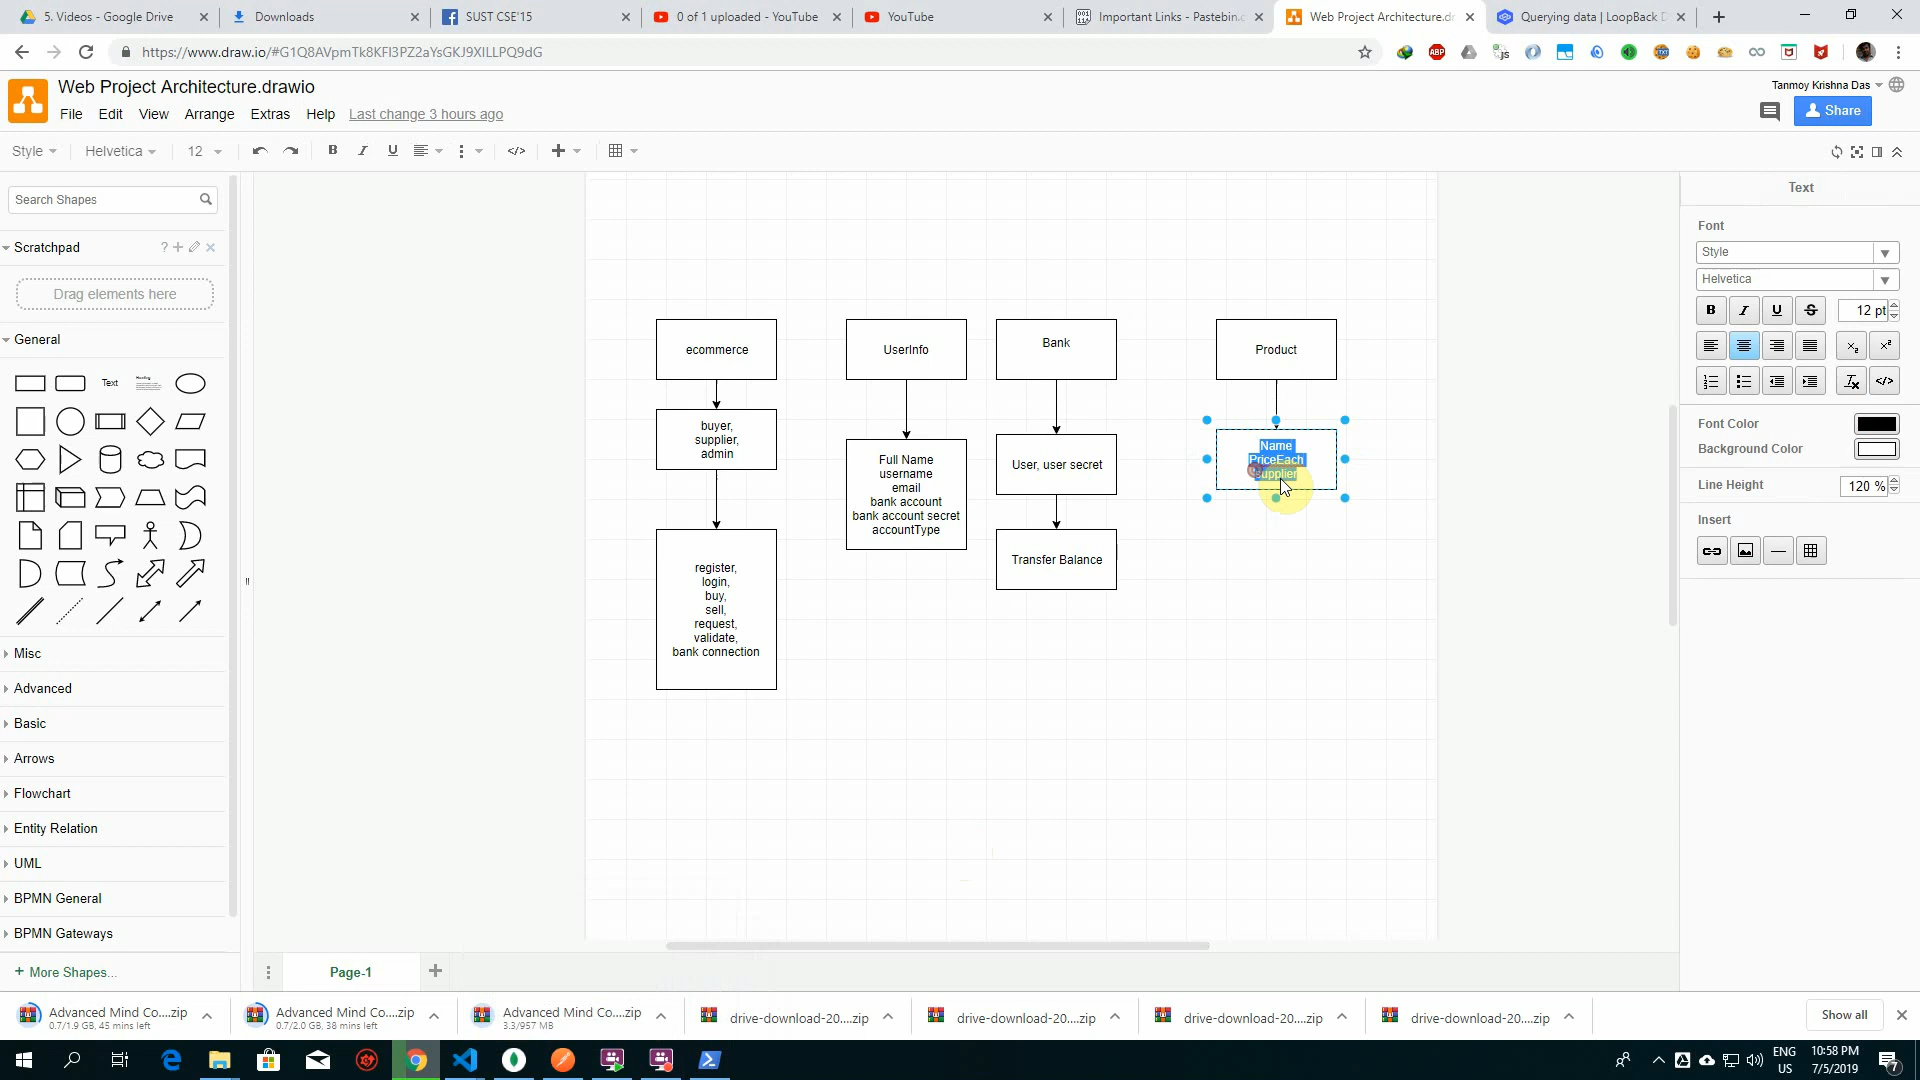 5. Videos - Google Drive
Downloads
SUST CSE'15
0 of 1 uploaded - YouTube
YouTube
Important Links - Pastebin.c
Web Project Architecture.dr
Querying data | LoopBack D
https://www.draw.io/#G1Q8AVpmTk8KFl3PZ2aYsGKJ9XILLPQ9dG
Web Project Architecture.drawio
Tanmoy Krishna Das
File Edit View Arrange Extras Help Last change 3 hours ago
Share
Style Helvetica 12
Search Shapes
Scratchpad
Drag elements here
General
Text
Heading
Misc
Advanced
Basic
Arrows
Flowchart
Entity Relation
UML
BPMN General
BPMN Gateways
+ More Shapes...
ecommerce
buyer,
supplier,
admin
register,
login,
buy,
sell,
request,
validate,
bank connection
UserInfo
Full Name
username
email
bank account
bank account secret
accountType
Bank
User, user secret
Transfer Balance
Product
Name
PriceEach
supplier
Page-1
Text
Font
Style
Helvetica
B I U S 12 pt
Font Color
Background Color
Line Height 120 %
Insert
Advanced Mind Co....zip
0.7/1.9 GB, 45 mins left
Advanced Mind Co....zip
0.7/2.0 GB, 38 mins left
Advanced Mind Co....zip
3.3/957 MB
drive-download-20....zip
drive-download-20....zip
drive-download-20....zip
drive-download-20....zip
Show all
ENG
US
10:58 PM
7/5/2019
7